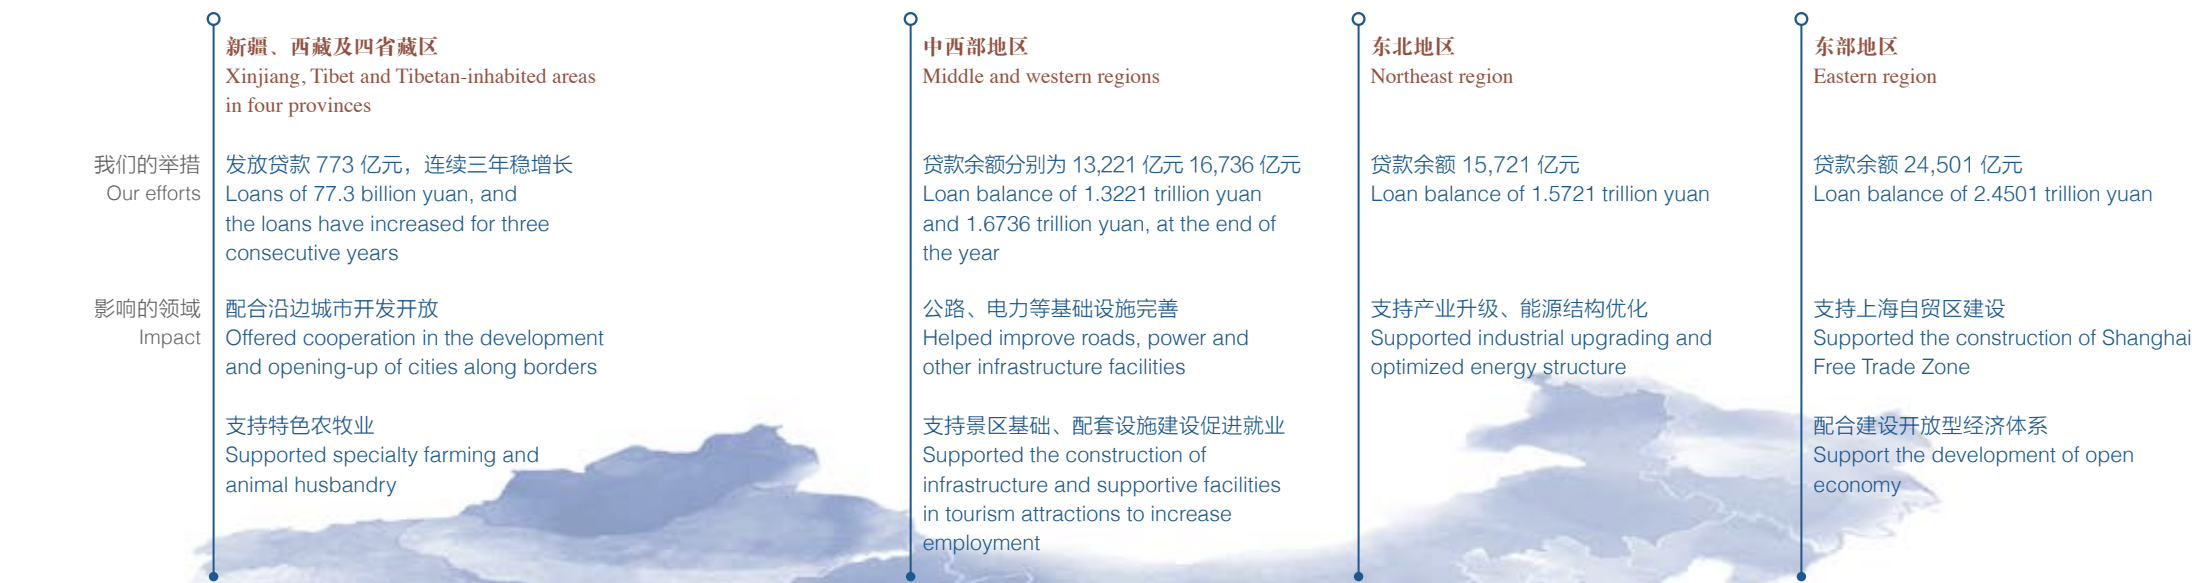 新疆、西藏及四省藏区
Xinjiang, Tibet and Tibetan-inhabited areas
in four provinces
中西部地区
Middle and western regions
东北地区
Northeast region
东部地区
Eastern region
我们的举措
Our efforts
发放贷款 773 亿元，连续三年稳增长
Loans of 77.3 billion yuan, and
the loans have increased for three
consecutive years
贷款余额分别为 13,221 亿元 16,736 亿元
Loan balance of 1.3221 trillion yuan
and 1.6736 trillion yuan, at the end of
the year
贷款余额 15,721 亿元
Loan balance of 1.5721 trillion yuan
贷款余额 24,501 亿元
Loan balance of 2.4501 trillion yuan
影响的领域
Impact
配合沿边城市开发开放
Offered cooperation in the development
and opening-up of cities along borders
支持特色农牧业
Supported specialty farming and
animal husbandry
公路、电力等基础设施完善
Helped improve roads, power and
other infrastructure facilities
支持景区基础、配套设施建设促进就业
Supported the construction of
infrastructure and supportive facilities
in tourism attractions to increase
employment
支持产业升级、能源结构优化
Supported industrial upgrading and
optimized energy structure
支持上海自贸区建设
Supported the construction of Shanghai
Free Trade Zone
配合建设开放型经济体系
Support the development of open
economy